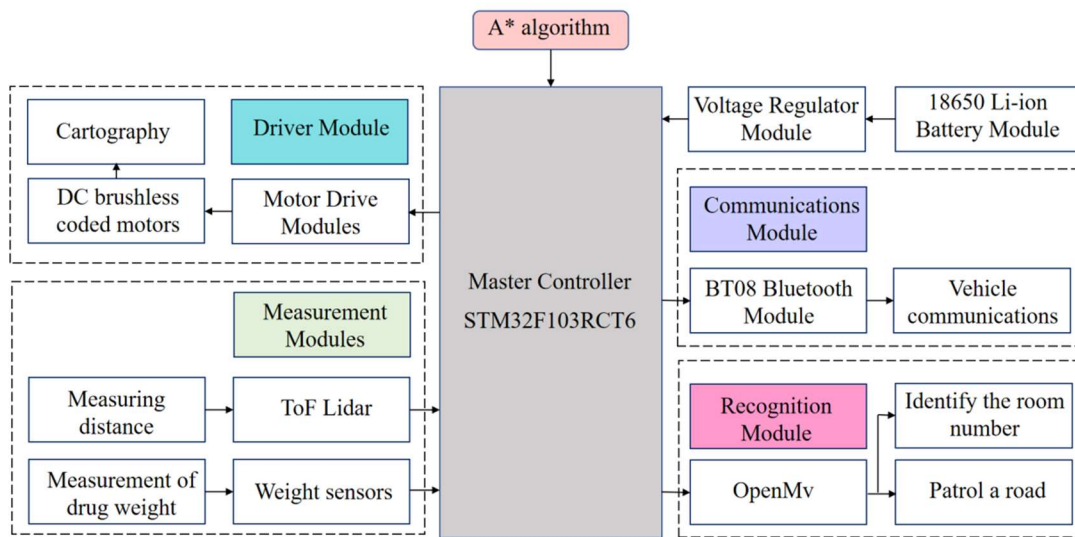 A* algorithm
Cartography
Driver Module
DC brushless
coded motors
Motor Drive
Modules
Measurement
Modules
Measuring
distance
ToF Lidar
Measurement of
drug weight
Weight sensors
Master Controller
STM32F103RCT6
Voltage Regulator
Module
18650 Li-ion
Battery Module
Communications
Module
BT08 Bluetooth
Module
Vehicle
communications
Recognition
Module
Identify the room
number
OpenMv
Patrol a road